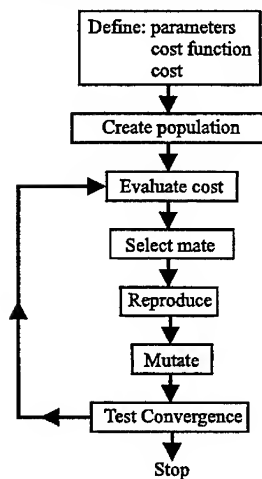 Define: parameters
cost function
cost
Create population
Evaluate cost
Select mate
Reproduce
Mutate
Test Convergence
Stop